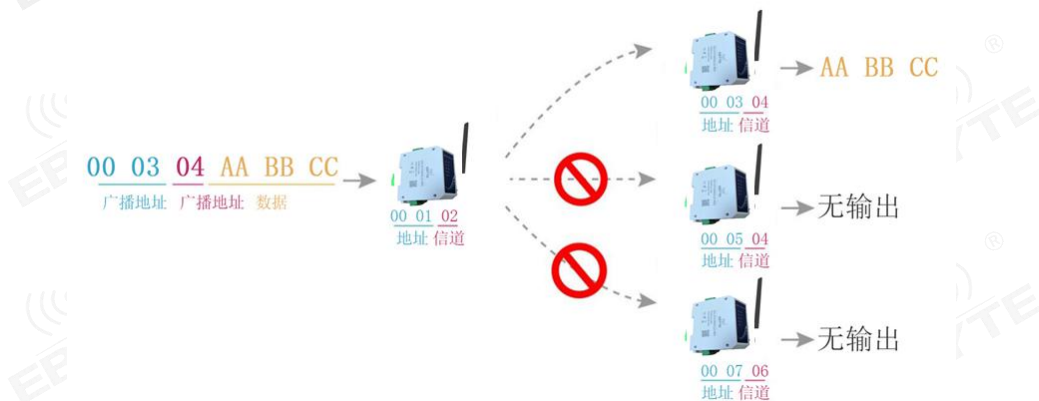 00 03 04 AA BB CC
广播地址 广播地址 数据
00 01 02
地址 信道
AA BB CC
00 03 04
地址 信道
无输出
00 05 04
地址 信道
无输出
00 07 06
地址 信道